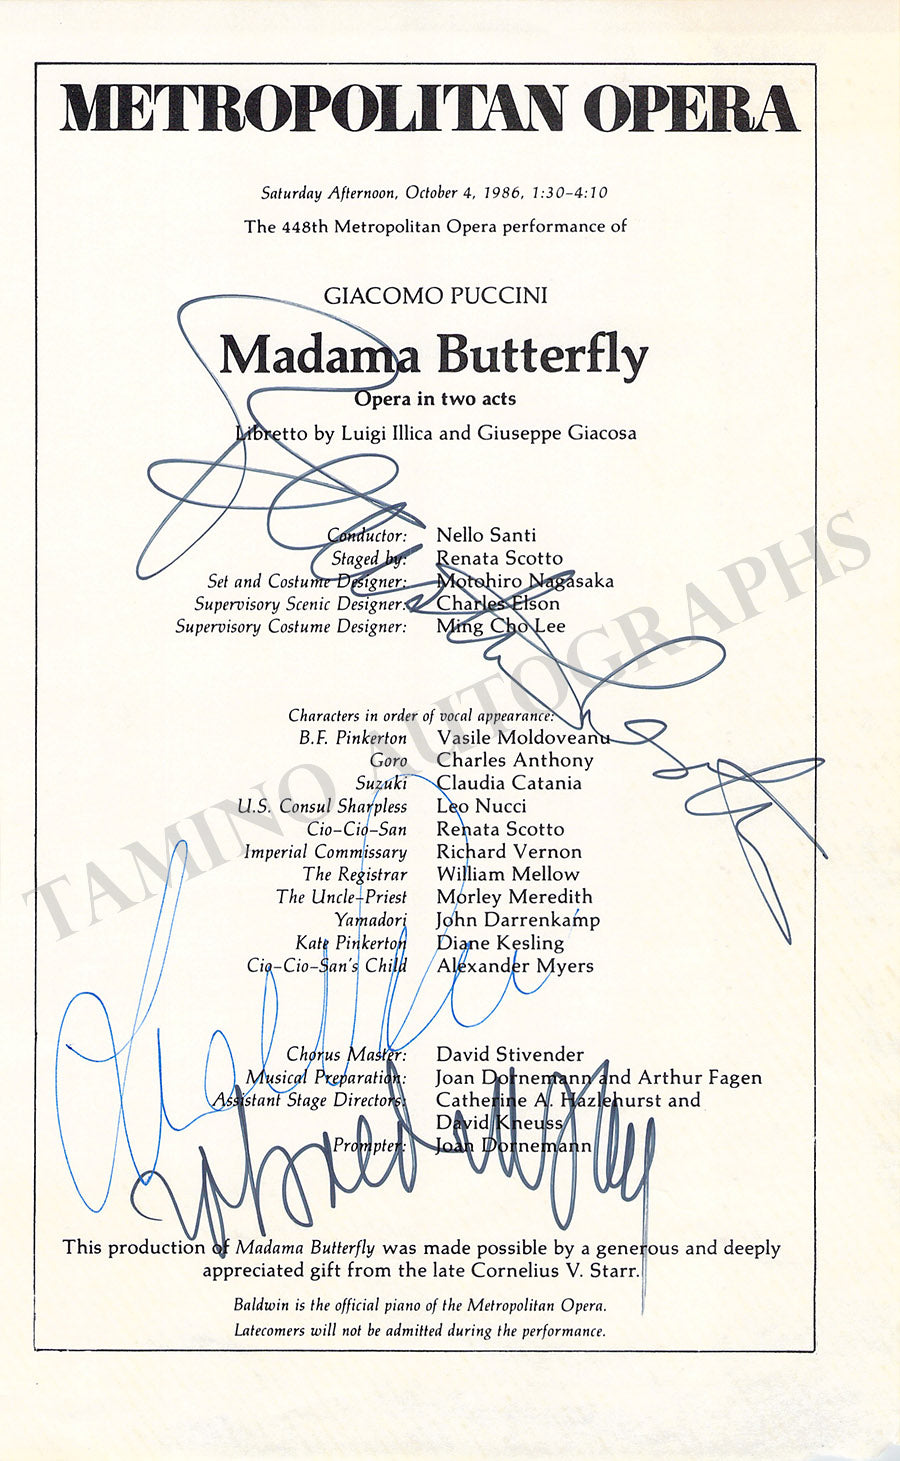 METROPOLITAN OPERA
Saturday Afternoon, October 4, 1986, 1:30–4:10
The 448th Metropolitan Opera performance of
GIACOMO PUCCINI
Madama Butterfly
Opera in two acts
Libretto by Luigi Illica and Giuseppe Giacosa
Conductor: Nello Santi
Staged by: Renata Scotto
Set and Costume Designer: Motohiro Nagasaka
Supervisory Scenic Designer: Charles Elson
Supervisory Costume Designer: Ming Cho Lee
Characters in order of vocal appearance:
B.F. Pinkerton Vasile Moldoveanu
Goro Charles Anthony
Suzuki Claudia Catania
U.S. Consul Sharpless Leo Nucci
Cio–Cio–San Renata Scotto
Imperial Commissary Richard Vernon
The Registrar William Mellow
The Uncle–Priest Morley Meredith
Yamadori John Darrenkamp
Kate Pinkerton Diane Kesling
Cio–Cio–San's Child Alexander Myers
Chorus Master: David Stivender
Musical Preparation: Joan Dornemann and Arthur Fagen
Assistant Stage Directors: Catherine A. Hazlehurst and
David Kneuss
Prompter: Joan Dornemann
This production of Madama Butterfly was made possible by a generous and deeply
appreciated gift from the late Cornelius V. Starr.
Baldwin is the official piano of the Metropolitan Opera.
Latecomers will not be admitted during the performance.
TAMINO AUTOGRAPHS